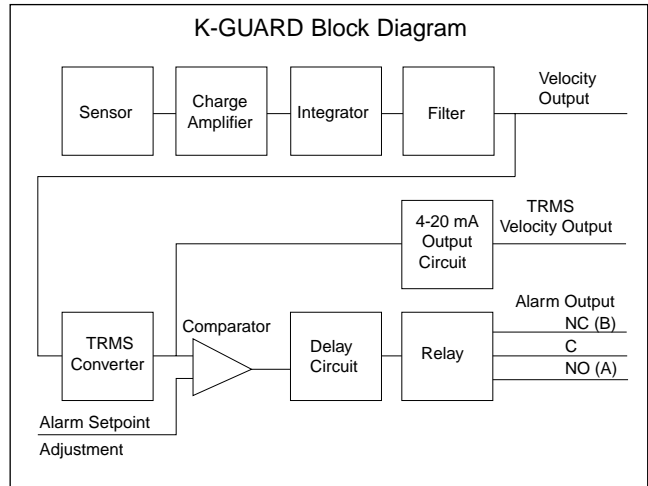 K-GUARD Block Diagram
Sensor
Charge
Amplifier
Integrator
Filter
Velocity
Output
4-20 mA
Output
Circuit
TRMS
Velocity Output
TRMS
Converter
Comparator
Delay
Circuit
Relay
Alarm Output
NC (B)
C
NO (A)
Alarm Setpoint
Adjustment